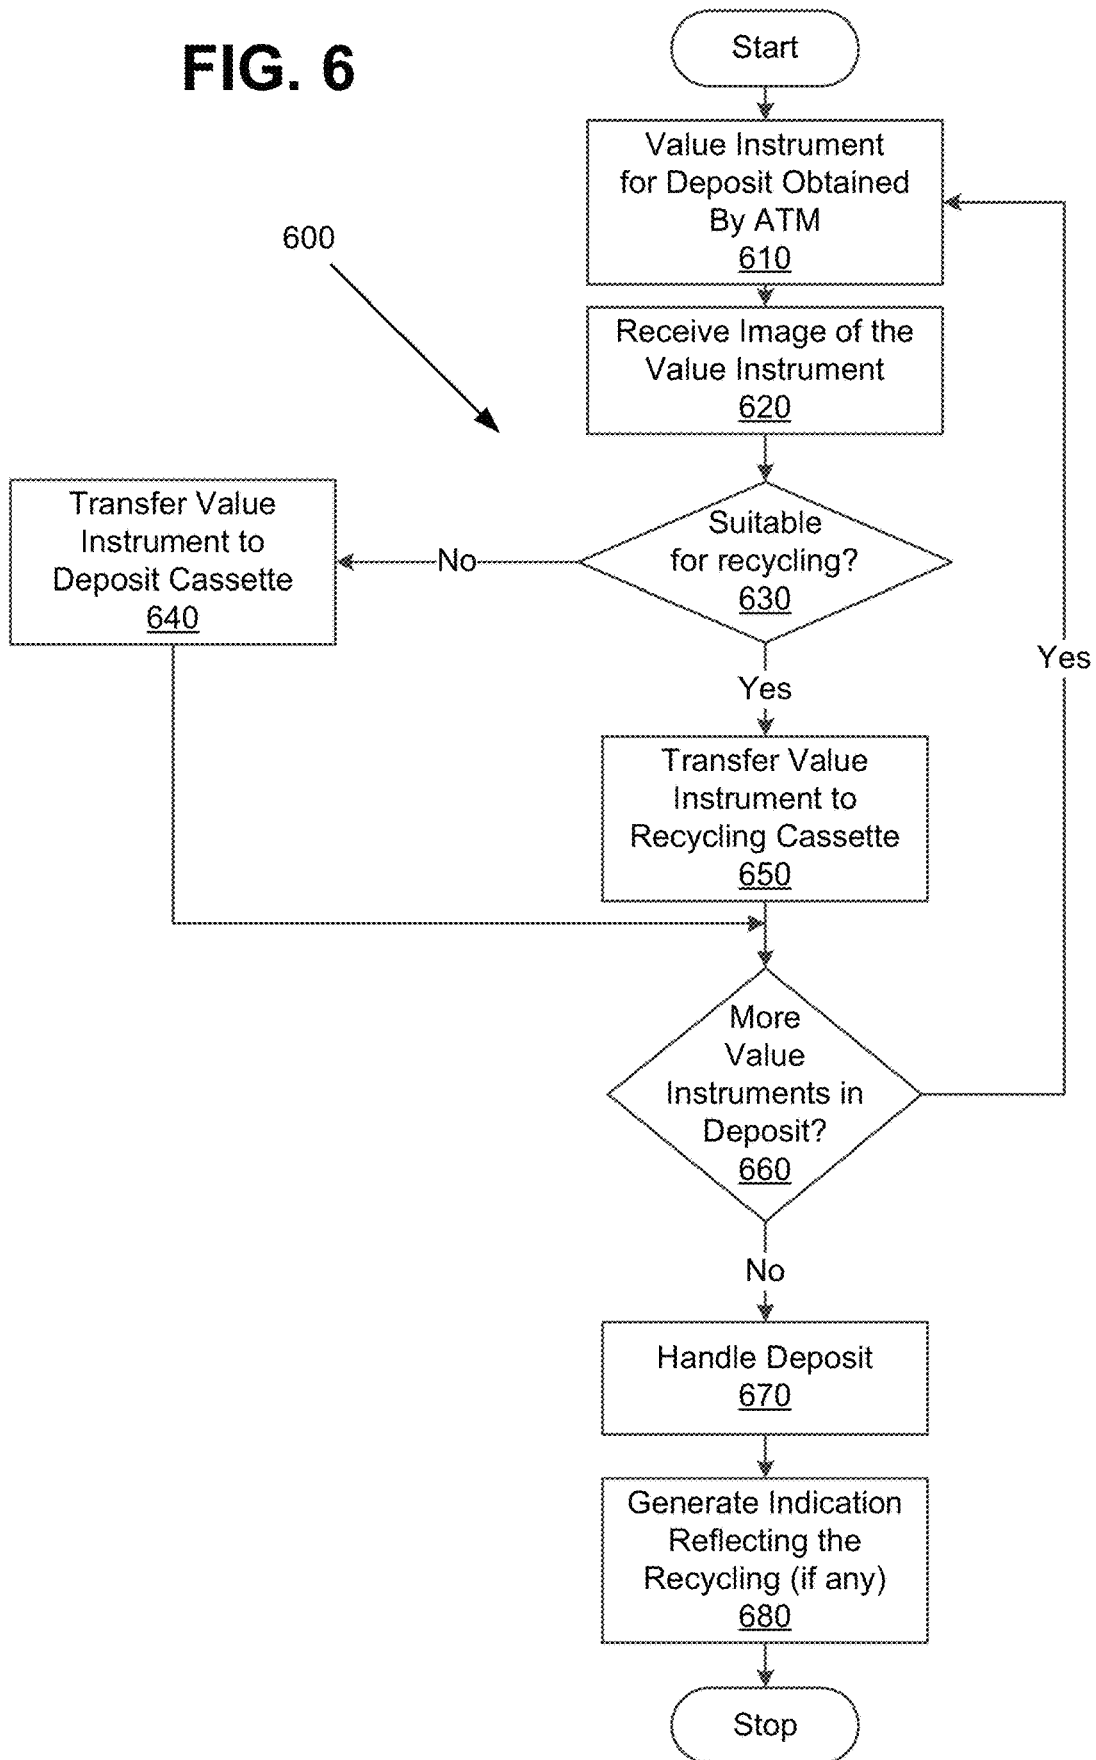 FIG. 6
Start
Value Instrument
for Deposit Obtained
By ATM
610
600
Receive Image of the
Value Instrument
620
Suitable
for recycling?
630
No
Transfer Value
Instrument to
Deposit Cassette
640
Yes
Yes
Transfer Value
Instrument to
Recycling Cassette
650
More
Value
Instruments in
Deposit?
660
No
Handle Deposit
670
Generate Indication
Reflecting the
Recycling (if any)
680
Stop